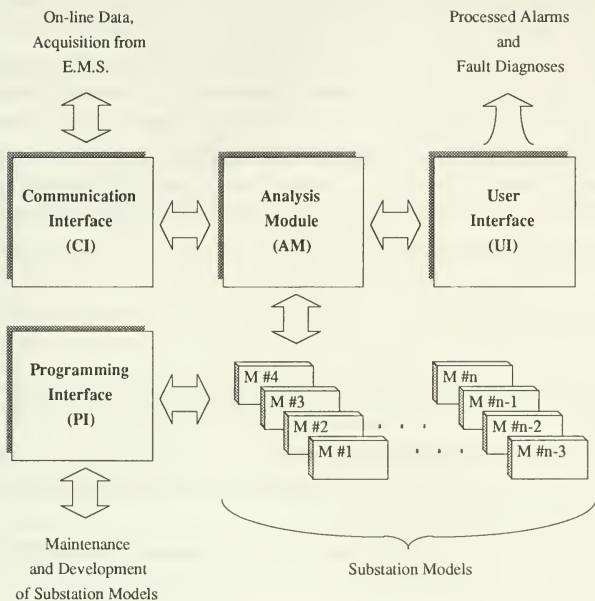 On-line Data,
Acquisition from
E.M.S.
Processed Alarms
and
Fault Diagnoses
Communication
Interface
(CI)
Analysis
Module
(AM)
User
Interface
(UI)
Programming
Interface
(PI)
M #4
M #3
M #2
M #1
M #n
M #n-1
M #n-2
M #n-3
Maintenance
and Development
of Substation Models
Substation Models